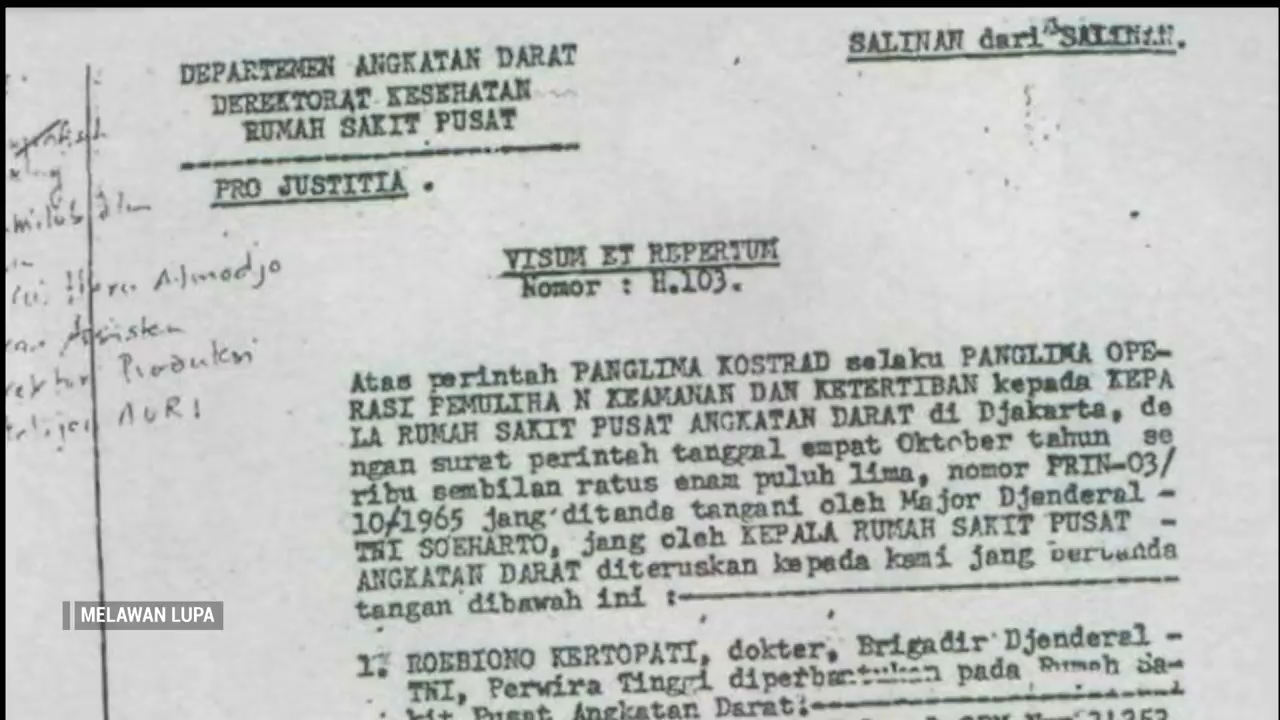 SALINAN dari SALINAN.
DEPARTEMEN ANGKATAN DARAT
DEREKTORAT KESEHATAN
RUMAH SAKIT PUSAT
PRO JUSTITIA .
VISUM ET REPERTUM
Nomor : H.103.
Produksi
AURI
Atas perintah PANGLIMA KOSTRAD selaku PANGLIMA OPE-
RASI PEMULIHA N KEAMANAN DAN KETERTIBAN kepada KEPA
LA RUMAH SAKIT PUSAT ANGKATAN DARAT di Djakarta, de
ngan surat perintah tanggal empat Oktober tahun se
ribu sembilan ratus enam puluh lima, nomor PRIN-03/
10/1965 jang ditanda tangani oleh Major Djenderal -
TNI SOEHARTO, jang oleh KEPALA RUMAH SAKIT PUSAT -
ANGKATAN DARAT diteruskan kepada kami jang bertanda
tangan dibawah ini :
MELAWAN LUPA
1. ROEBIONO KERTOPATI, dokter, Brigadir Djenderal -
TNI, Perwira Tinggi diperbantukan pada Rumah Sa-
kit Pusat Angkatan Darat;